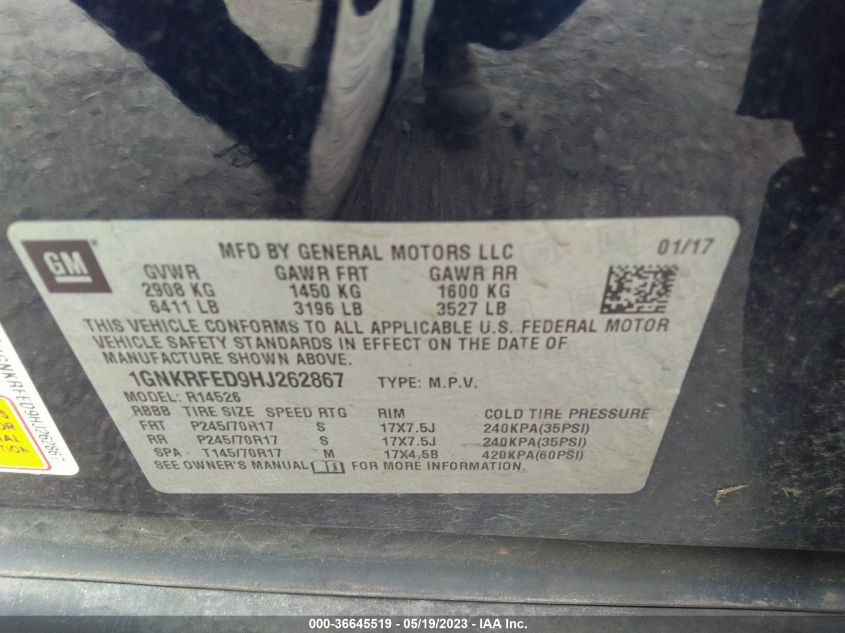 GM
MFD BY GENERAL MOTORS LLC 01/17
GVWR GAWR FRT GAWR RR
2908 KG 1450 KG 1600 KG
6411 LB 3196 LB 3527 LB
THIS VEHICLE CONFORMS TO ALL APPLICABLE U.S. FEDERAL MOTOR
VEHICLE SAFETY STANDARDS IN EFFECT ON THE DATE OF
MANUFACTURE SHOWN ABOVE.
1GNKRFED9HJ262867 TYPE: M.P.V.
MODEL: R14526
RBBB TIRE SIZE SPEED RTG RIM COLD TIRE PRESSURE
FRT P245/70R17 S 17X7.5J 240KPA(35PSI)
RR P245/70R17 S 17X7.5J 240KPA(35PSI)
SPA T145/70R17 M 17X4.5B 420KPA(60PSI)
SEE OWNER'S MANUAL FOR MORE INFORMATION.
1GNKRFED9HJ262867
000-36645519 - 05/19/2023 - IAA, Inc.